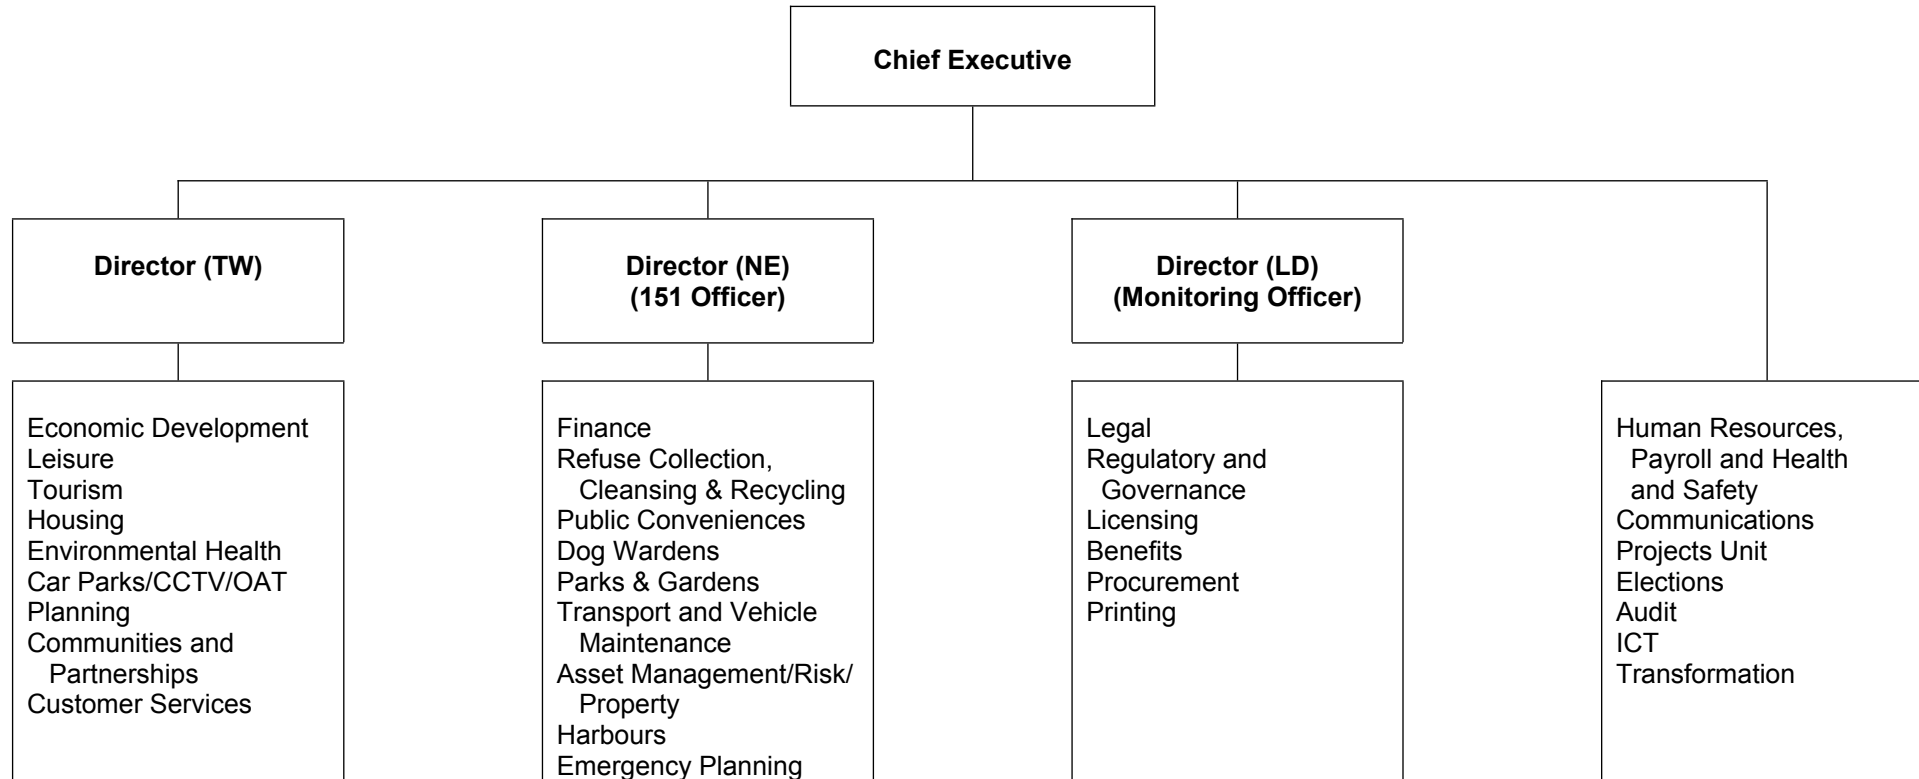 Chief Executive
Director (TW)
Director (NE)
(151 Officer)
Director (LD)
(Monitoring Officer)
Economic Development
Leisure
Tourism
Housing
Environmental Health
Car Parks/CCTV/OAT
Planning
Communities and
Partnerships
Customer Services
Finance
Refuse Collection,
Cleansing & Recycling
Public Conveniences
Dog Wardens
Parks & Gardens
Transport and Vehicle
Maintenance
Asset Management/Risk/
Property
Harbours
Emergency Planning
Legal
Regulatory and
Governance
Licensing
Benefits
Procurement
Printing
Human Resources,
Payroll and Health
and Safety
Communications
Projects Unit
Elections
Audit
ICT
Transformation